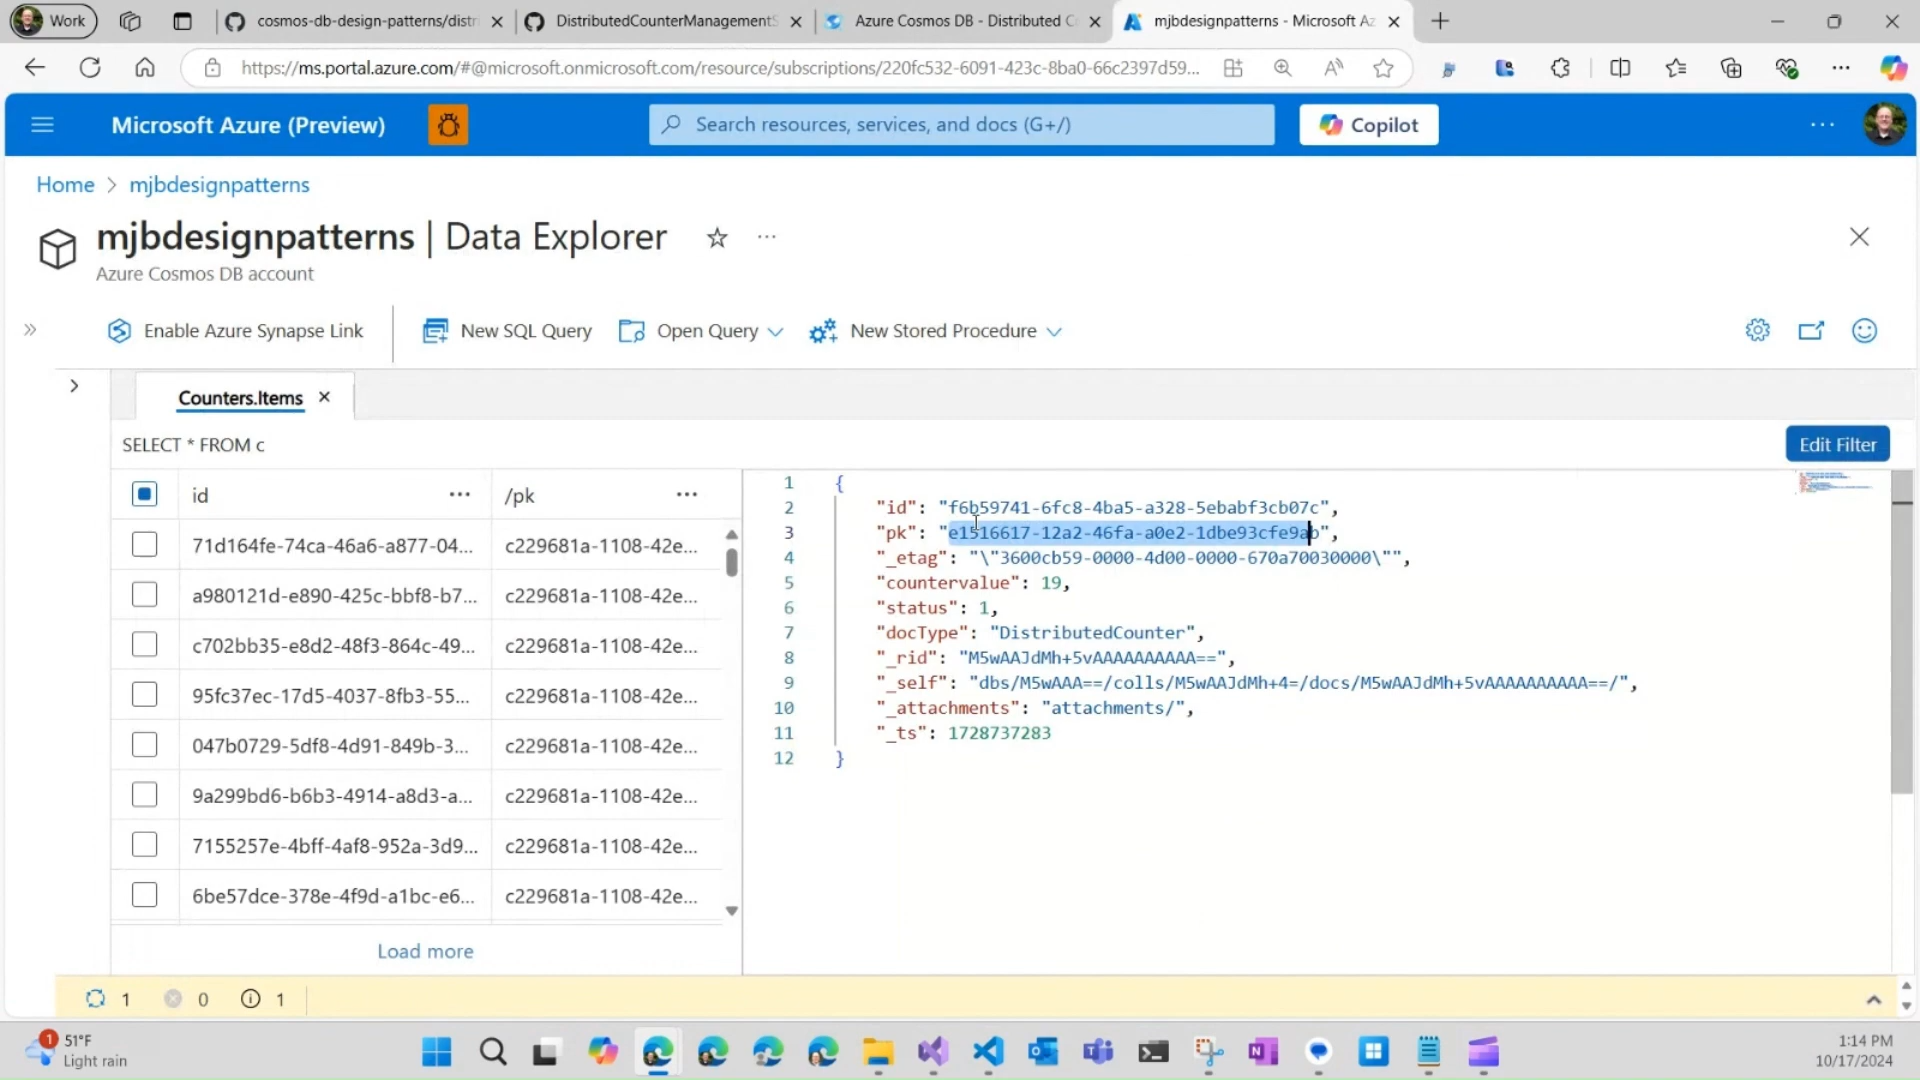 Work
cosmos-db-design-patterns/distri
DistributedCounterManagementS
Azure Cosmos DB - Distributed C
mjbdesignpatterns - Microsoft Az
https://ms.portal.azure.com/#@microsoft.onmicrosoft.com/resource/subscriptions/220fc532-6091-423c-8ba0-66c2397d59...
Microsoft Azure (Preview)
Search resources, services, and docs (G+/)
Copilot
Home > mjbdesignpatterns
mjbdesignpatterns | Data Explorer
Azure Cosmos DB account
Enable Azure Synapse Link
New SQL Query
Open Query
New Stored Procedure
Counters.Items
SELECT * FROM c
Edit Filter
id ... /pk ...
71d164fe-74ca-46a6-a877-04... c229681a-1108-42e...
a980121d-e890-425c-bbf8-b7... c229681a-1108-42e...
c702bb35-e8d2-48f3-864c-49... c229681a-1108-42e...
95fc37ec-17d5-4037-8fb3-55... c229681a-1108-42e...
047b0729-5df8-4d91-849b-3... c229681a-1108-42e...
9a299bd6-b6b3-4914-a8d3-a... c229681a-1108-42e...
7155257e-4bff-4af8-952a-3d9... c229681a-1108-42e...
6be57dce-378e-4f9d-a1bc-e6... c229681a-1108-42e...
Load more
1 {
2 "id": "f6b59741-6fc8-4ba5-a328-5ebabf3cb07c",
3 "pk": "e1516617-12a2-46fa-a0e2-1dbe93cfe9ab",
4 "_etag": "\"3600cb59-0000-4d00-0000-670a70030000\"",
5 "countervalue": 19,
6 "status": 1,
7 "docType": "DistributedCounter",
8 "_rid": "M5wAAJdMh+5vAAAAAAAAAA==",
9 "_self": "dbs/M5wAAA==/colls/M5wAAJdMh+4=/docs/M5wAAJdMh+5vAAAAAAAAAA==/",
10 "_attachments": "attachments/",
11 "_ts": 1728737283
12 }
1 0 1
1
51°F
Light rain
1:14 PM
10/17/2024